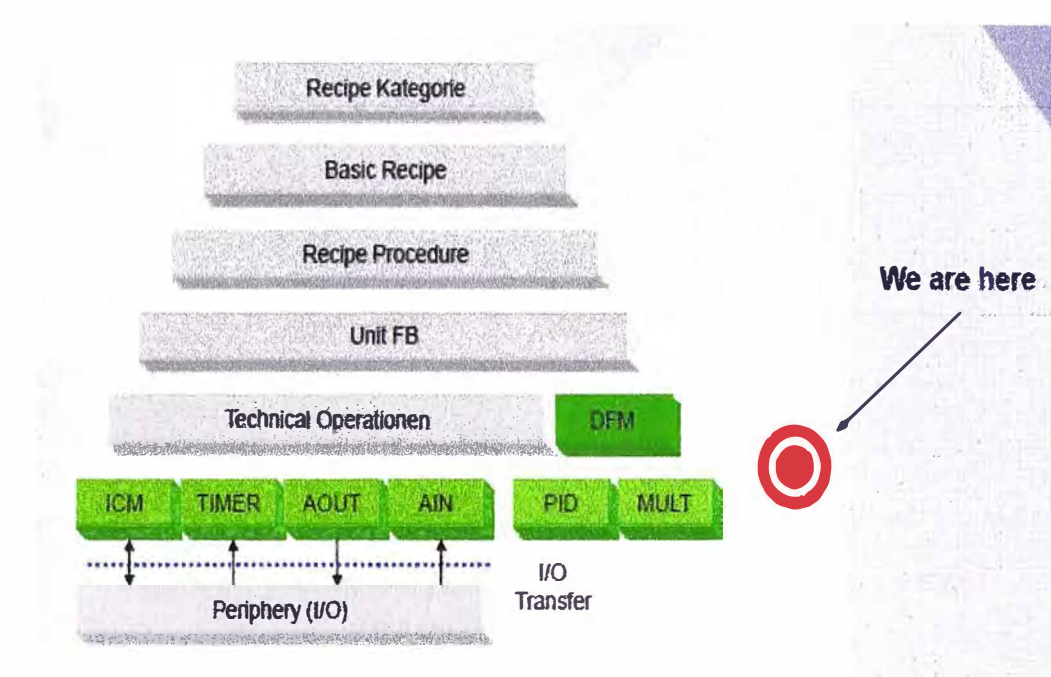 Recipe Kategorie
Basic Recipe
Recipe Procedure
We are here
Unit FB
Technical Operationen
DFM
ICM
TIMER
AOUT
AIN
PID
MULT
I/O
Transfer
Periphery (I/O)